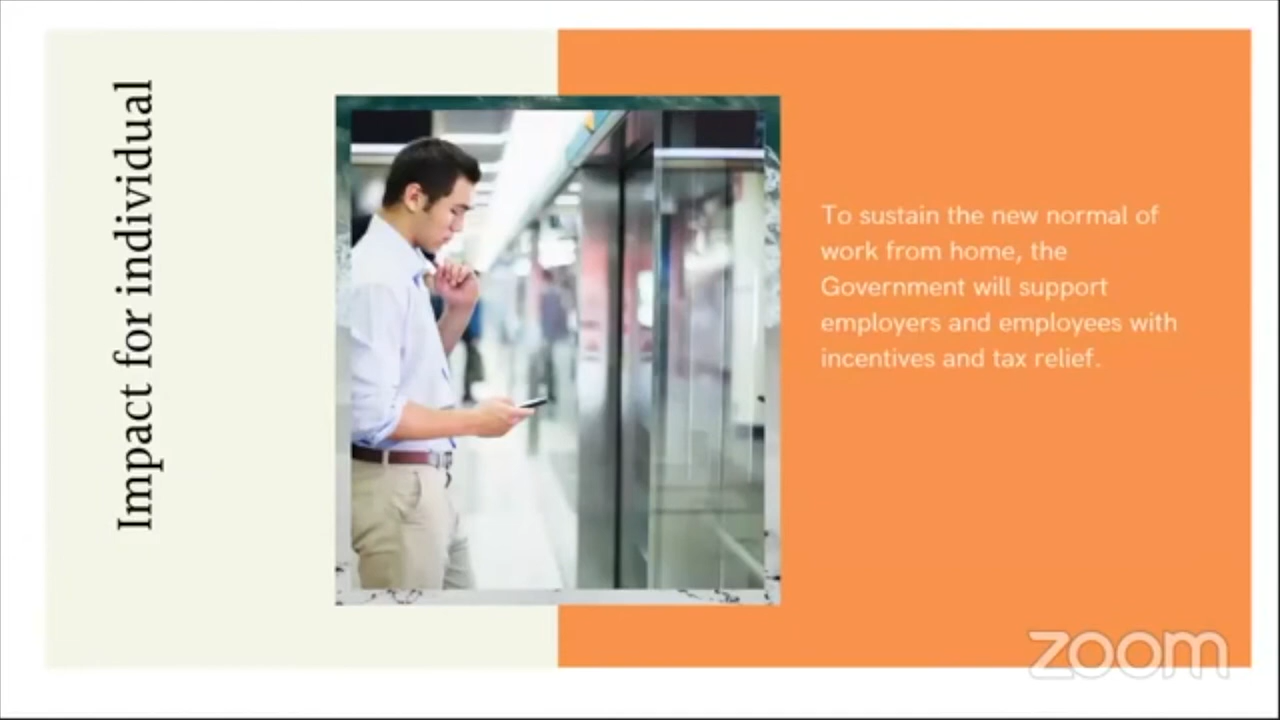 Impact for individual
To sustain the new normal of
work from home, the
Government will support
employers and employees with
incentives and tax relief.
zoom